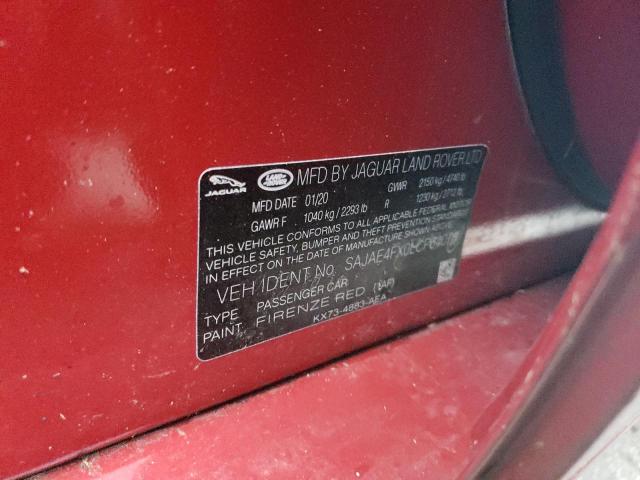 JAGUAR
LAND ROVER
MFD BY JAGUAR LAND ROVER LTD
MFD DATE 01/20 GVWR 2150 kg / 4740 lb
GAWR F 1040 kg / 2293 lb R 1230 kg / 2712 lb
THIS VEHICLE CONFORMS TO ALL APPLICABLE FEDERAL MOTOR
VEHICLE SAFETY, BUMPER AND THEFT PREVENTION STANDARDS
IN EFFECT ON THE DATE OF MANUFACTURE SHOWN ABOVE
VEH IDENT No.
TYPE PASSENGER CAR
PAINT FIRENZE RED (1AF)
KX73-4883-AEA